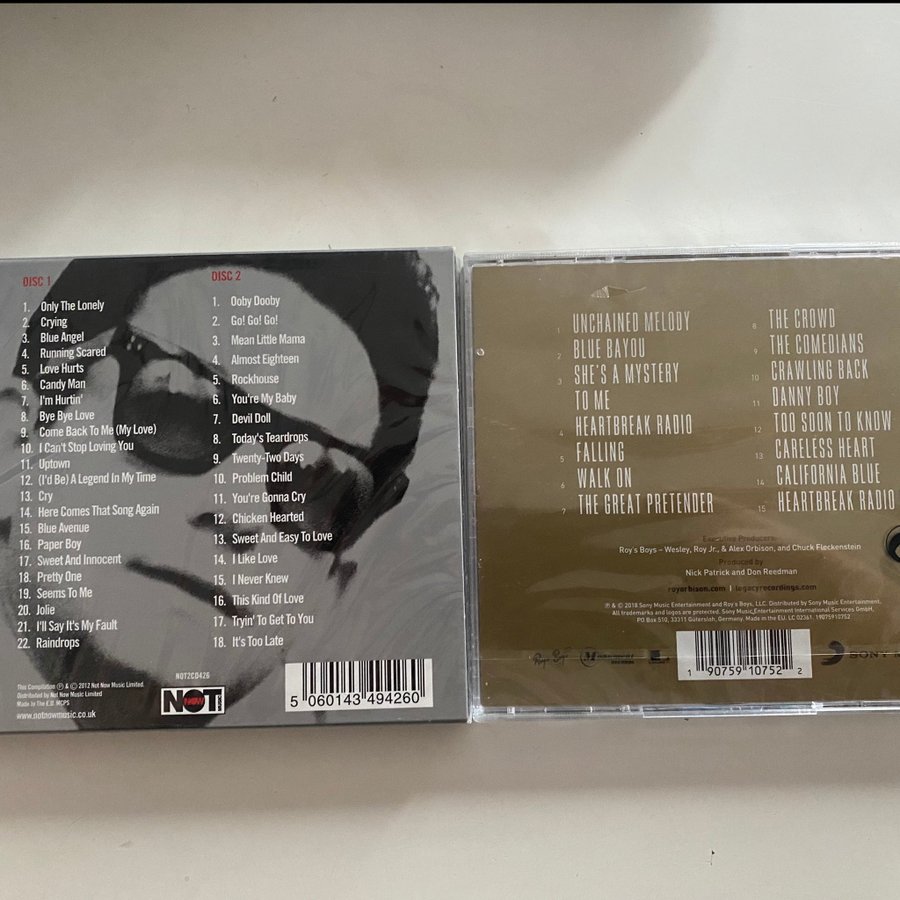 DISC 1
1. Only The Lonely
2. Crying
3. Blue Angel
4. Running Scared
5. Love Hurts
6. Candy Man
7. I'm Hurtin'
8. Bye Bye Love
9. Come Back To Me (My Love)
10. I Can't Stop Loving You
11. Uptown
12. (I'd Be) A Legend In My Time
13. Cry
14. Here Comes That Song Again
15. Blue Avenue
16. Paper Boy
17. Sweet And Innocent
18. Pretty One
19. Seems To Me
20. Jolie
21. I'll Say It's My Fault
22. Raindrops
DISC 2
1. Ooby Dooby
2. Go! Go! Go!
3. Mean Little Mama
4. Almost Eighteen
5. Rockhouse
6. You're My Baby
7. Devil Doll
8. Today's Teardrops
9. Twenty-Two Days
10. Problem Child
11. You're Gonna Cry
12. Chicken Hearted
13. Sweet And Easy To Love
14. I Like Love
15. I Never Knew
16. This Kind Of Love
17. Tryin' To Get To You
18. It's Too Late
This Compilation ℗ & © 2012 Not Now Music Limited.
Distributed by Not Now Music Limited
Made In The E.U. MCPS
www.notnowmusic.co.uk
NOT2CD426
NOT NOW
5 060143 494260
1 UNCHAINED MELODY
2 BLUE BAYOU
3 SHE'S A MYSTERY
TO ME
4 HEARTBREAK RADIO
5 FALLING
6 WALK ON
7 THE GREAT PRETENDER
8 THE CROWD
9 THE COMEDIANS
10 CRAWLING BACK
11 DANNY BOY
12 TOO SOON TO KNOW
13 CARELESS HEART
14 CALIFORNIA BLUE
15 HEARTBREAK RADIO
Executive Producers:
Roy's Boys – Wesley, Roy Jr., & Alex Orbison, and Chuck Fleckenstein
Produced by
Nick Patrick and Don Reedman
royorbison.com | legacyrecordings.com
℗ & © 2018 Sony Music Entertainment and Roy's Boys, LLC. Distributed by Sony Music Entertainment.
All trademarks and logos are protected. Sony Music Entertainment International Services GmbH,
PO Box 510, 33311 Gütersloh, Germany. Made in the EU. LC 02361. 19075910752
1 90759 10752 2
SONY M